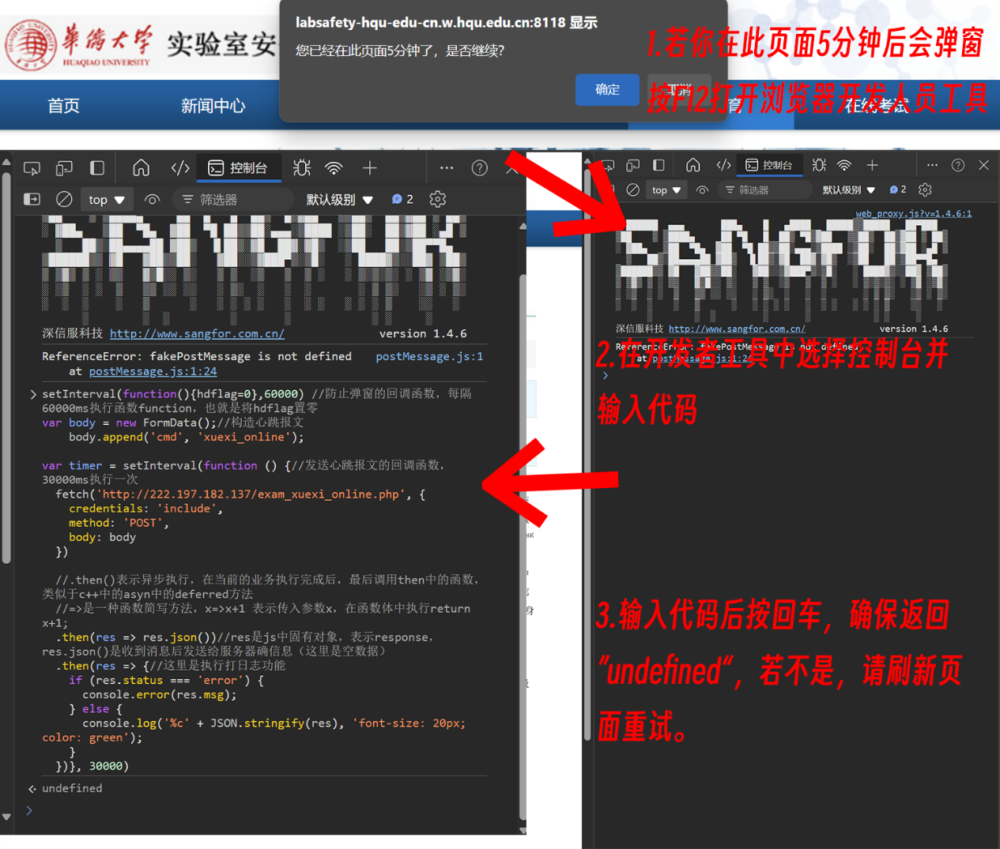 labsafety-hqu-edu-cn.w.hqu.edu.cn:8118 显示
您已经在此页面5分钟了，是否继续?
确定
取消
華僑大學
HUAQIAO UNIVERSITY
实验室安
首页
新闻中心
育
在线考试
1.若你在此页面5分钟后会弹窗
按F12打开浏览器开发人员工具
控制台
top
筛选器
默认级别
2
深信服科技 http://www.sangfor.com.cn/
version 1.4.6
ReferenceError: fakePostMessage is not defined
postMessage.js:1
at postMessage.js:1:24
setInterval(function(){hdflag=0},60000) //防止弹窗的回调函数，每隔
60000ms执行函数function，也就是将hdflag置零
var body = new FormData();//构造心跳报文
body.append('cmd', 'xuexi_online');
var timer = setInterval(function () {//发送心跳报文的回调函数，
30000ms执行一次
fetch('http://222.197.182.137/exam_xuexi_online.php', {
credentials: 'include',
method: 'POST',
body: body
})
//.then()表示异步执行，在当前的业务执行完成后，最后调用then中的函数，
类似于c++中的asyn中的deferred方法
//=>是一种函数简写方法，x=>x+1 表示传入参数x，在函数体中执行return
x+1;
.then(res => res.json())//res是js中固有对象，表示response，
res.json()是收到消息后发送给服务器确信息（这里是空数据）
.then(res => {//这里是执行打日志功能
if (res.status === 'error') {
console.error(res.msg);
} else {
console.log('%c' + JSON.stringify(res), 'font-size: 20px;
color: green');
}
})}, 30000)
undefined
控制台
top
筛选器
默认级别
2
web_proxy.js?v=1.4.6:1
深信服科技 http://www.sangfor.com.cn/
version 1.4.6
ReferenceError: fakePostMessage is not defined
at postMessage.js:1:24
2.在开发者工具中选择控制台并
输入代码
3.输入代码后按回车，确保返回
"undefined"，若不是，请刷新页
面重试。